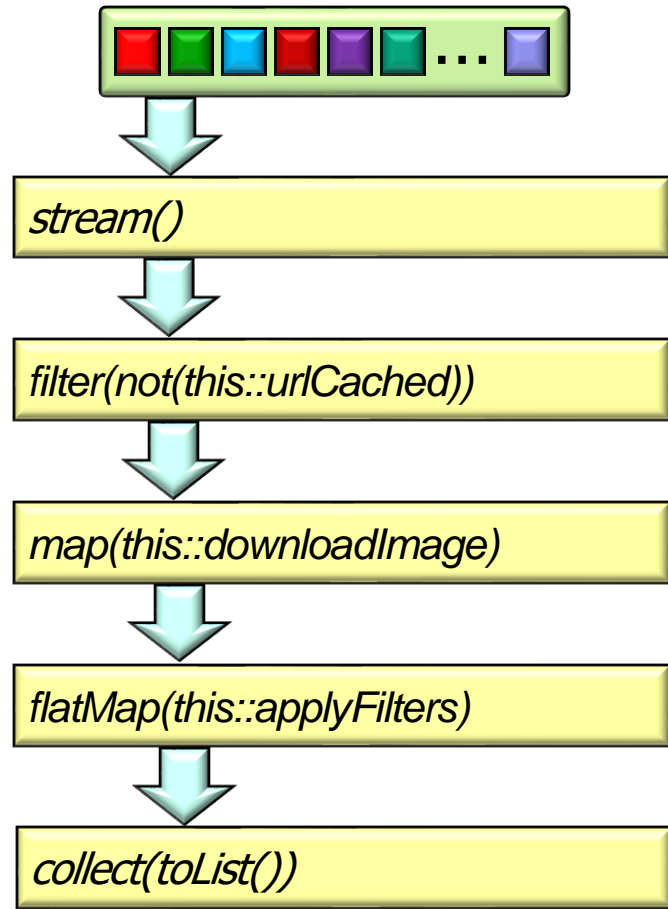 ...
stream()
filter(not(this::urlCached))
map(this::downloadImage)
flatMap(this::applyFilters)
collect(toList())